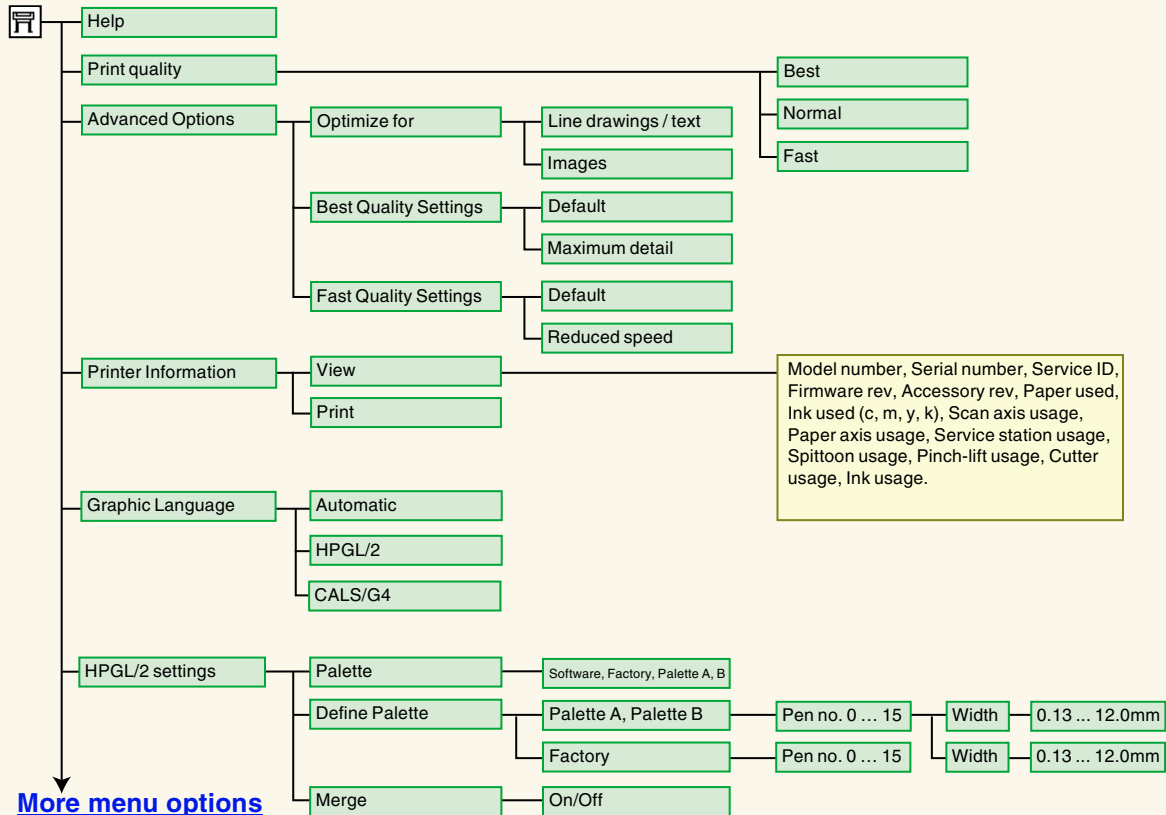 Help
Print quality
Best
Normal
Fast
Advanced Options
Optimize for
Line drawings / text
Images
Best Quality Settings
Default
Maximum detail
Fast Quality Settings
Default
Reduced speed
Printer Information
View
Model number, Serial number, Service ID,
Firmware rev, Accessory rev, Paper used,
Ink used (c, m, y, k), Scan axis usage,
Paper axis usage, Service station usage,
Spittoon usage, Pinch-lift usage, Cutter
usage, Ink usage.
Print
Graphic Language
Automatic
HPGL/2
CALS/G4
HPGL/2 settings
Palette
Software, Factory, Palette A, B
Define Palette
Palette A, Palette B
Pen no. 0 … 15
Width
0.13 … 12.0mm
Factory
Pen no. 0 … 15
Width
0.13 … 12.0mm
Merge
On/Off
More menu options